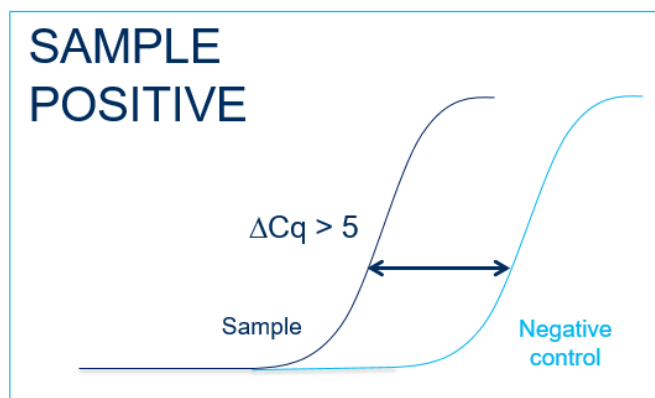 SAMPLE
POSITIVE
ΔCq > 5
Sample
Negative
control